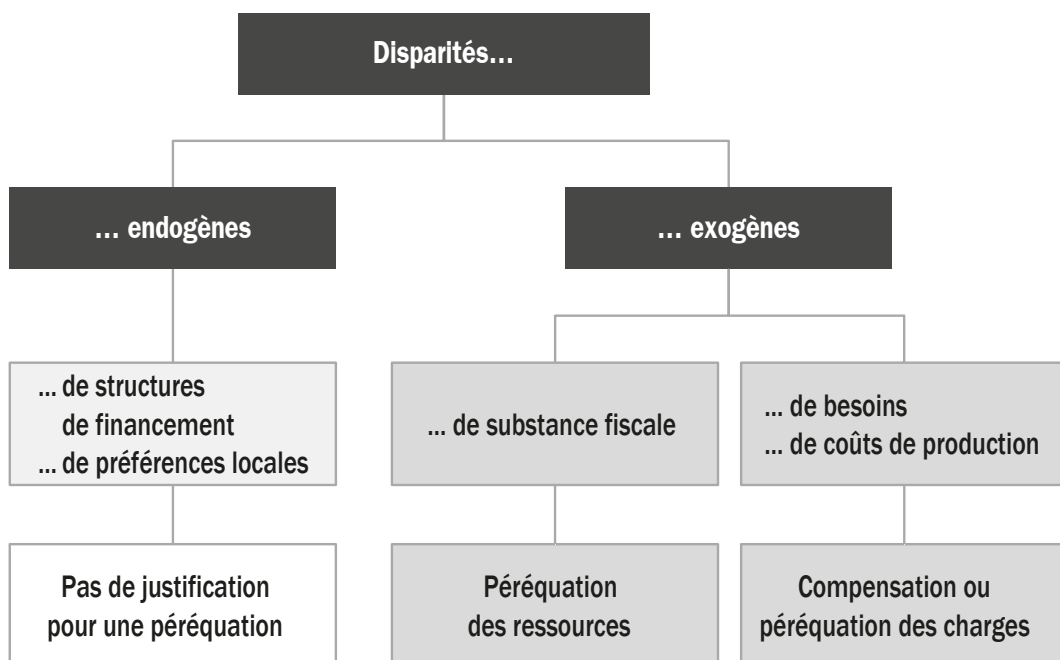 Disparités...
... endogènes
... exogènes
... de structures
de financement
... de préférences locales
... de substance fiscale
... de besoins
... de coûts de production
Pas de justification
pour une péréquation
Péréquation
des ressources
Compensation ou
péréquation des charges